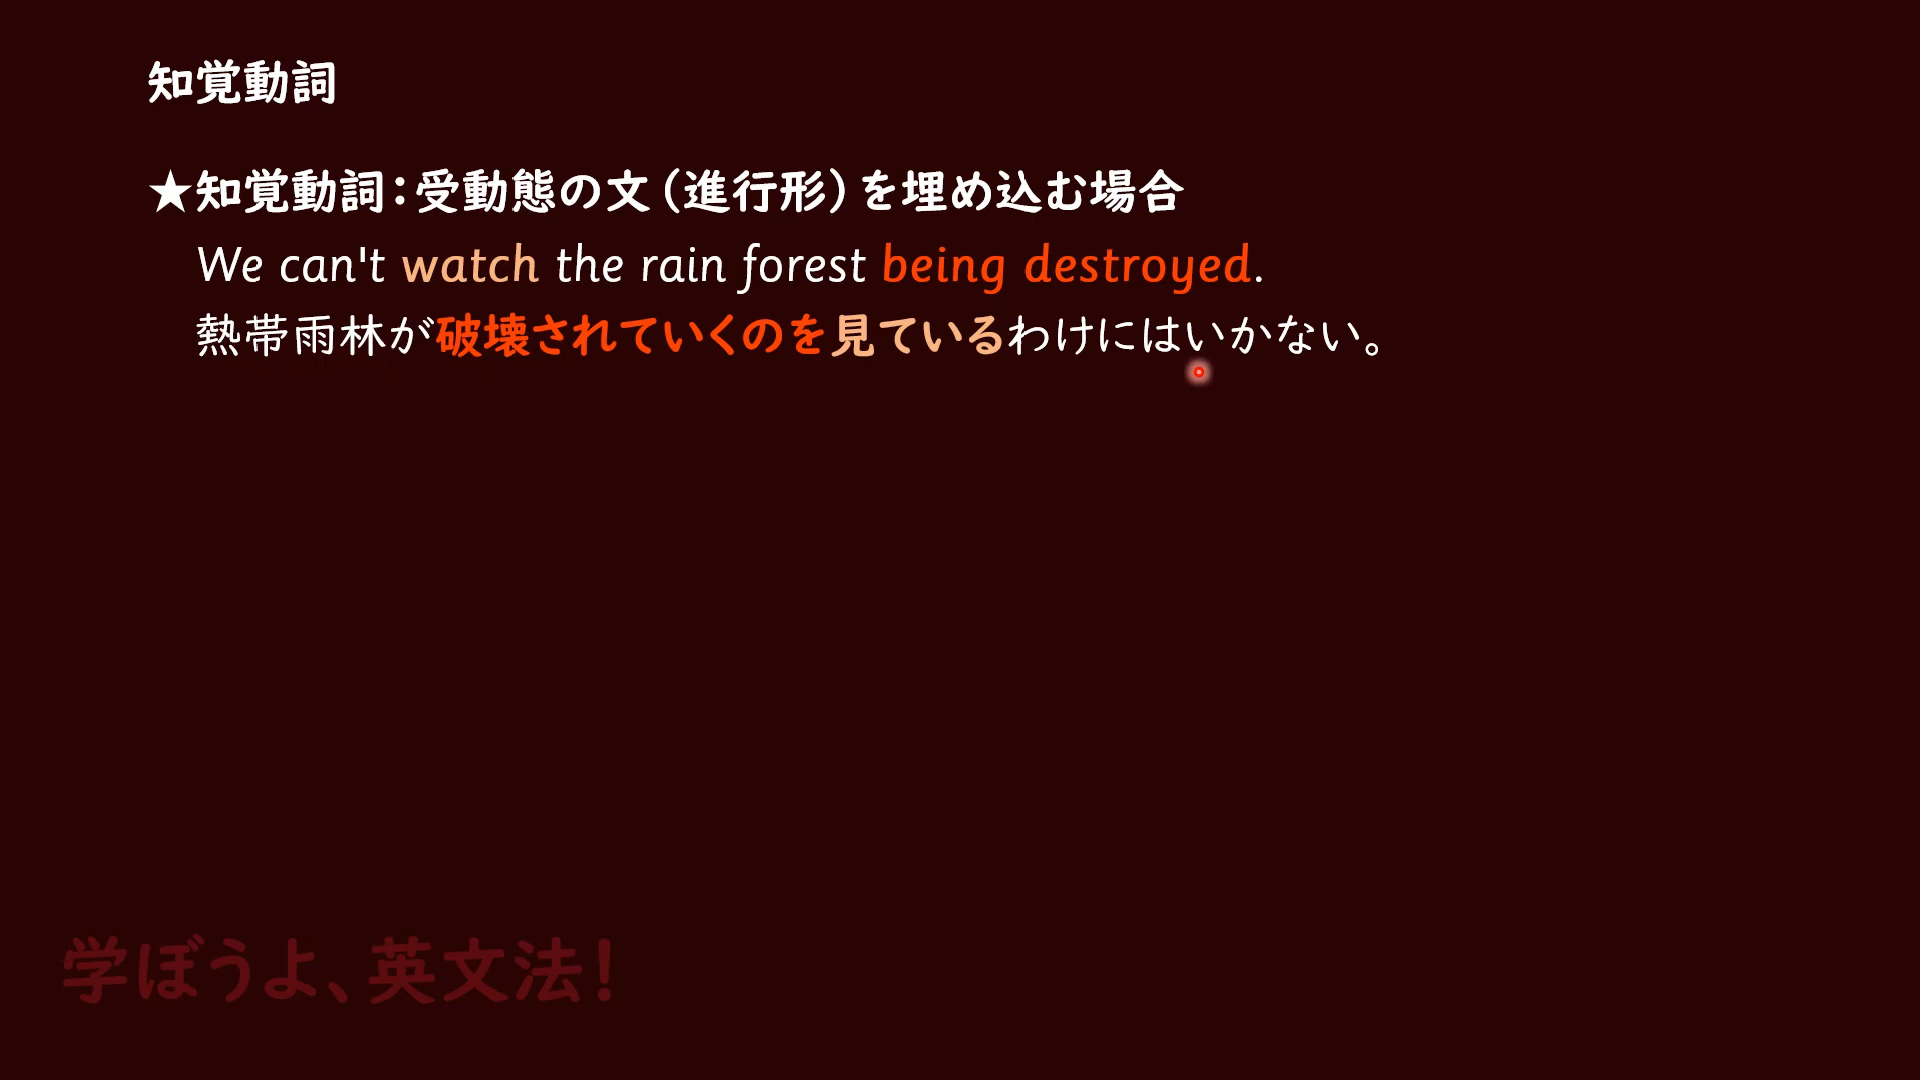 知覚動詞
★知覚動詞：受動態の文（進行形）を埋め込む場合
We can't watch the rain forest being destroyed.
熱帯雨林が破壊されていくのを見ているわけにはいかない。
学ぼうよ、英文法！